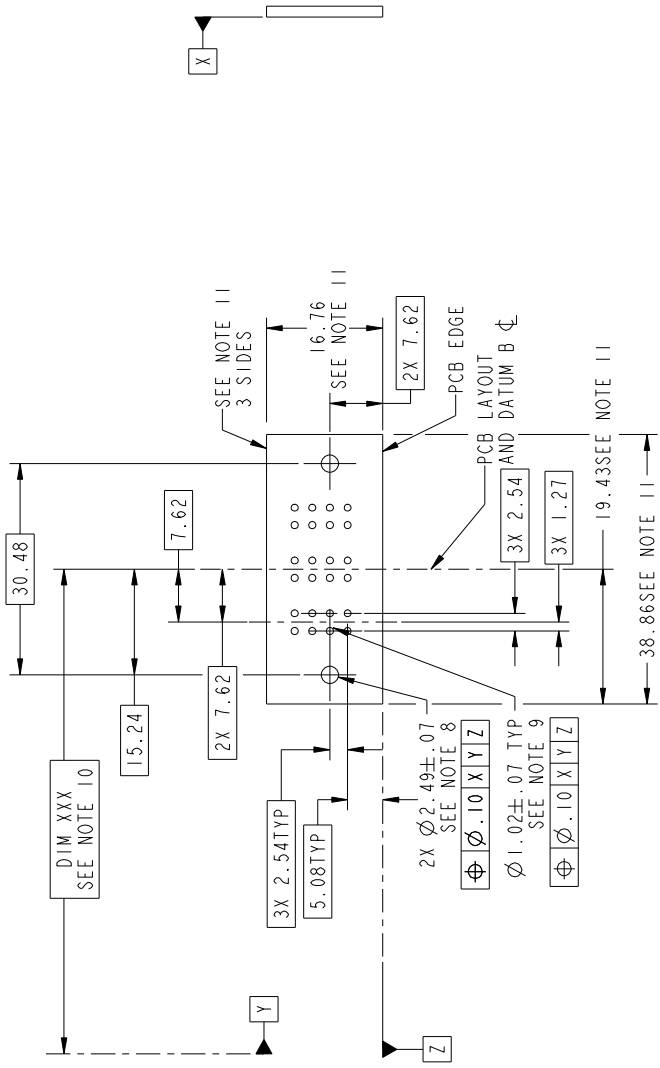 X
SEE NOTE 11
3 SIDES
16.76
SEE NOTE 11
2X 7.62
PCB EDGE
PCB LAYOUT
AND DATUM B ℄
30.48
7.62
15.24
2X 7.62
DIM XXX
SEE NOTE 10
3X 2.54
3X 1.27
19.43SEE NOTE 11
38.86SEE NOTE 11
3X 2.54TYP
5.08TYP
2X Ø2.49±.07
SEE NOTE 8
⌖ Ø.10 X Y Z
Ø1.02±.07 TYP
SEE NOTE 9
⌖ Ø.10 X Y Z
Y
Z